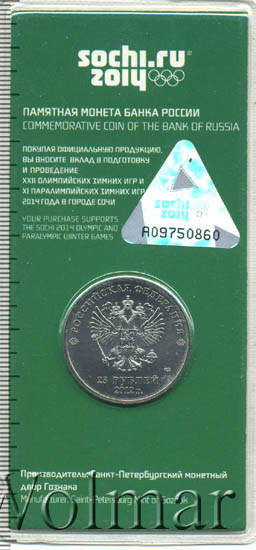 sochi.ru
2014
ПАМЯТНАЯ МОНЕТА БАНКА РОССИИ
COMMEMORATIVE COIN OF THE BANK OF RUSSIA
ПОКУПАЯ ОФИЦИАЛЬНУЮ ПРОДУКЦИЮ,
ВЫ ВНОСИТЕ ВКЛАД В ПОДГОТОВКУ
И ПРОВЕДЕНИЕ
XXII ОЛИМПИЙСКИХ ЗИМНИХ ИГР И
XI ПАРАЛИМПИЙСКИХ ЗИМНИХ ИГР
2014 ГОДА В ГОРОДЕ СОЧИ
YOUR PURCHASE SUPPORTS
THE SOCHI 2014 OLYMPIC AND
PARALYMPIC WINTER GAMES
sochi.ru
2014
A09750860
РОССИЙСКАЯ ФЕДЕРАЦИЯ
25 РУБЛЕЙ
Производитель: Санкт-Петербургский монетный
двор Гознака
Manufacturer: Saint-Petersburg Mint of Goznak
Wolmar